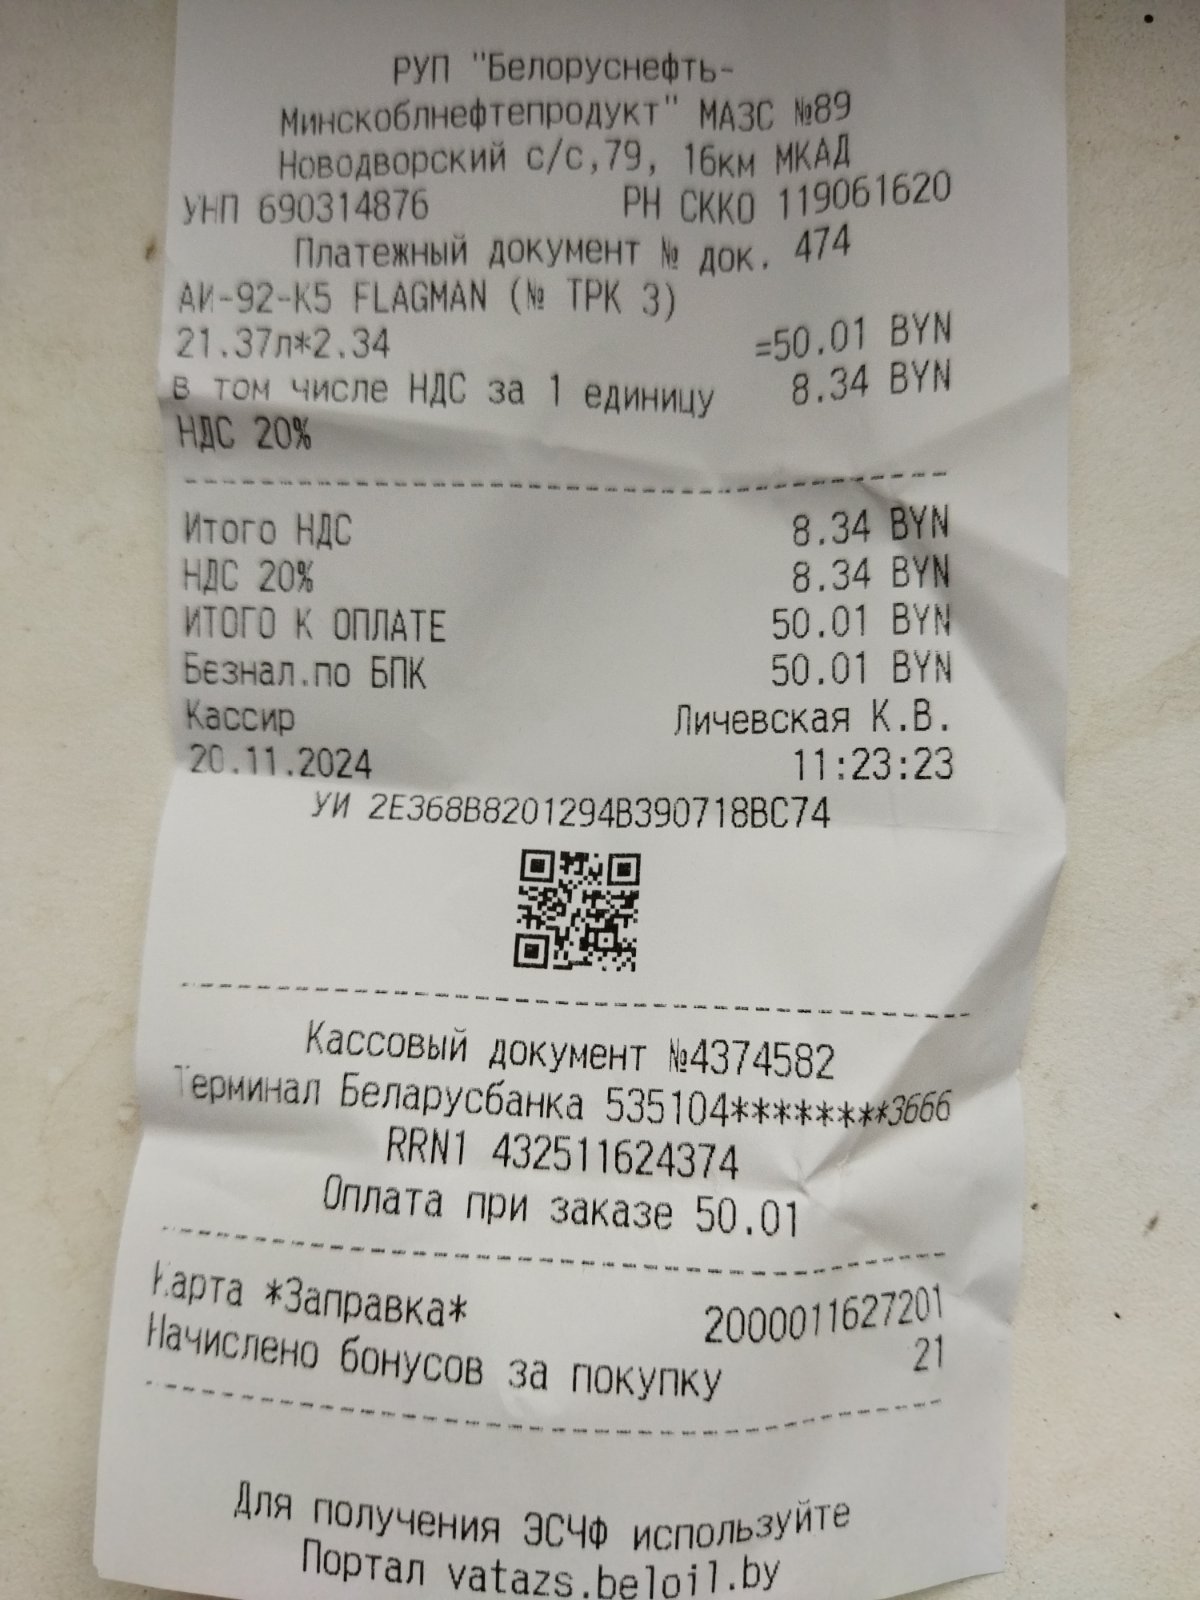 РУП "Белоруснефть-
Минскоблнефтепродукт" МАЗС №89
Новодворский с/с,79, 16км МКАД
УНП 690314876 РН СККО 119061620
Платежный документ № док. 474
АИ-92-К5 FLAGMAN (№ ТРК 3)
21.37л*2.34 =50.01 BYN
в том числе НДС за 1 единицу 8.34 BYN
НДС 20%
Итого НДС 8.34 BYN
НДС 20% 8.34 BYN
ИТОГО К ОПЛАТЕ 50.01 BYN
Безнал.по БПК 50.01 BYN
Кассир Личевская К.В.
20.11.2024 11:23:23
УИ 2E368B8201294B390718BC74
Кассовый документ №4374582
Терминал Беларусбанка 535104********3666
RRN1 432511624374
Оплата при заказе 50.01
Карта *Заправка* 2000011627201
Начислено бонусов за покупку 21
Для получения ЭСЧФ используйте
Портал vatazs.beloil.by